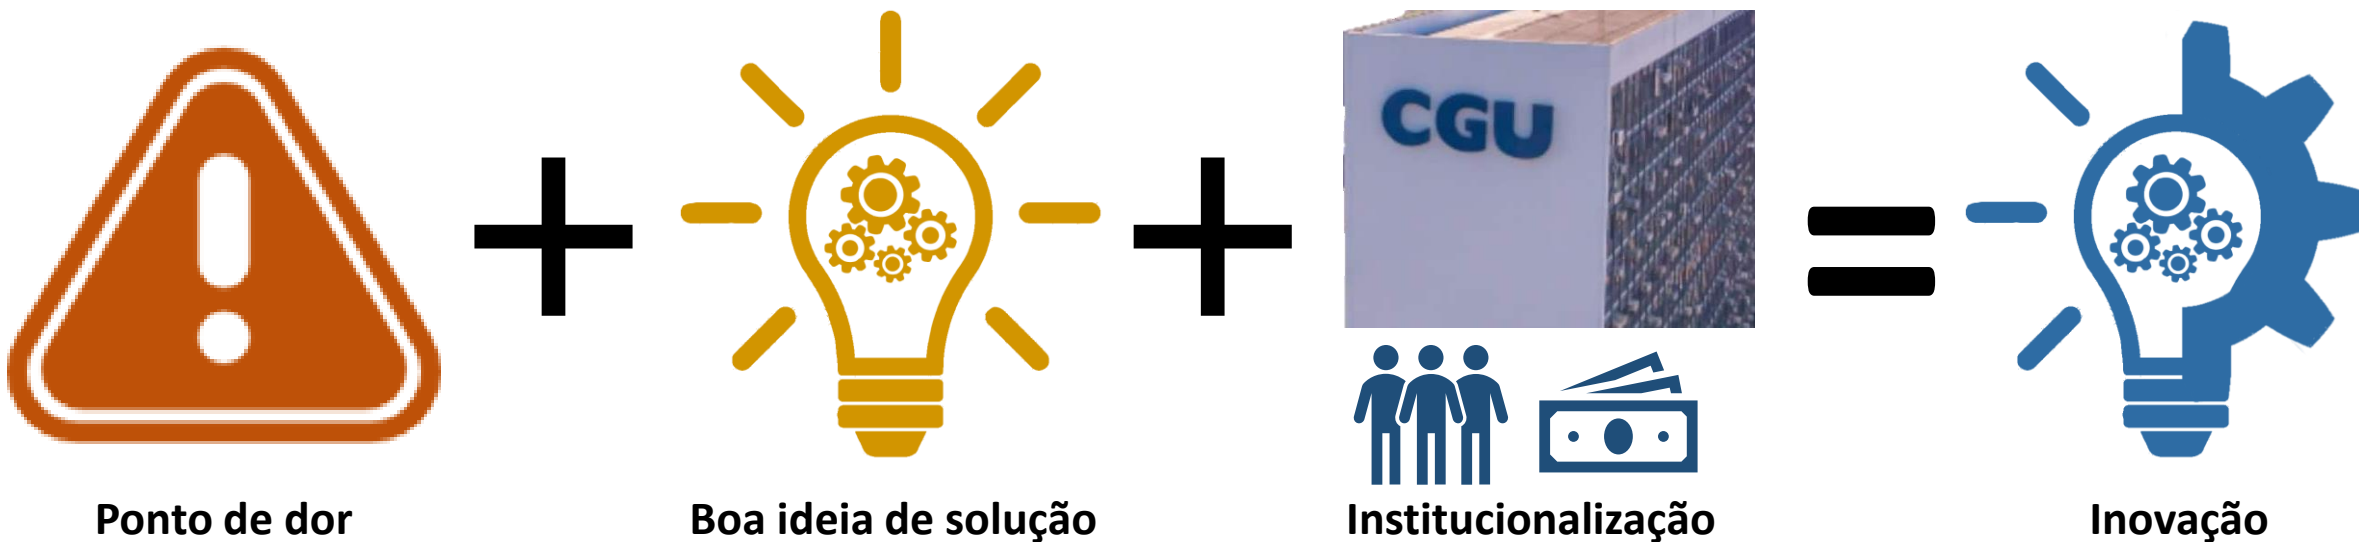 CGU
Ponto de dor
Boa ideia de solução
Institucionalização
Inovação